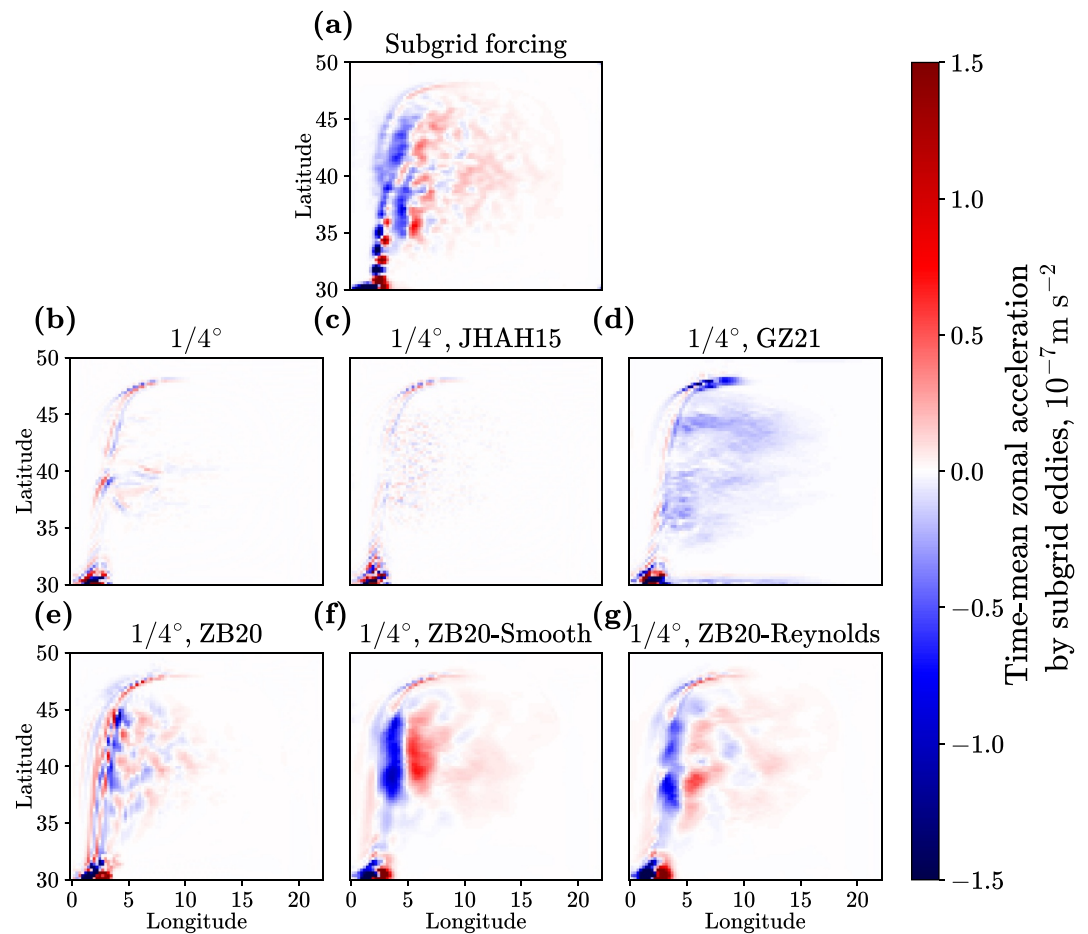 (a)
Subgrid forcing
50
45
40
35
30
Latitude
(b)
1/4°
50
45
40
35
30
Latitude
(c)
1/4°, JHAH15
(d)
1/4°, GZ21
(e)
1/4°, ZB20
50
45
40
35
30
Latitude
0 5 10 15 20
Longitude
(f)
1/4°, ZB20-Smooth
0 5 10 15 20
Longitude
(g)
1/4°, ZB20-Reynolds
0 5 10 15 20
Longitude
1.5
1.0
0.5
0.0
−0.5
−1.0
−1.5
Time-mean zonal acceleration
by subgrid eddies, 10⁻⁷ m s⁻²